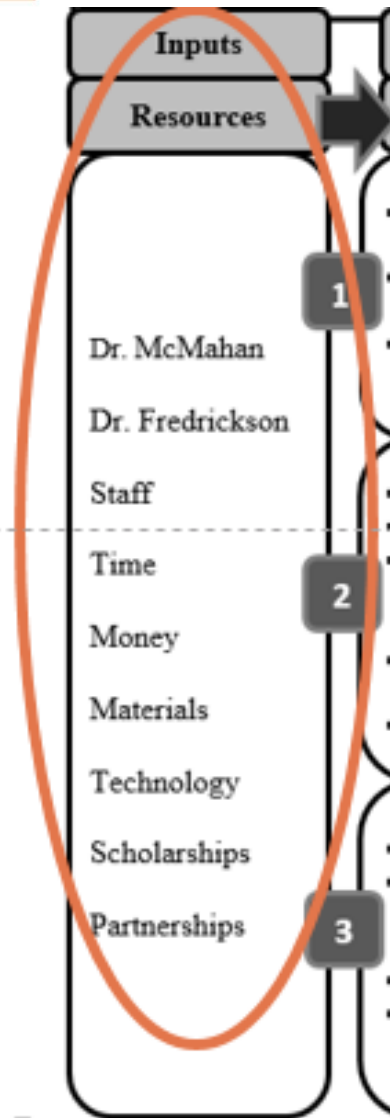 Inputs
Resources
1
Dr. McMahan
Dr. Fredrickson
Staff
Time
2
Money
Materials
Technology
Scholarships
Partnerships
3